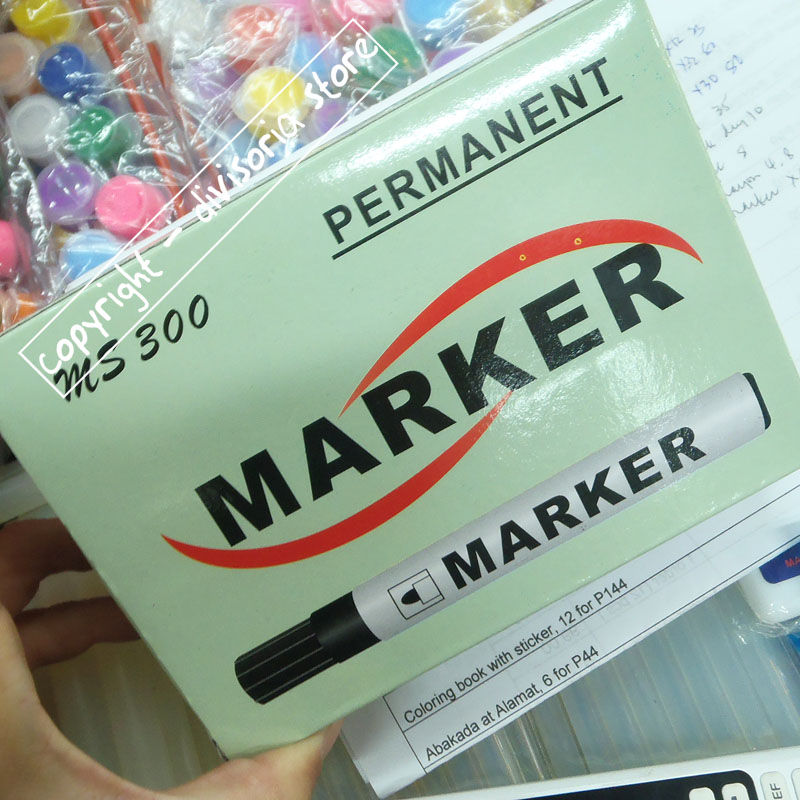 copyright - divisoria store
PERMANENT
MS 300
MARKER
MARKER
Coloring book with sticker, 12 for P144
Abakada at Alamat, 6 for P44